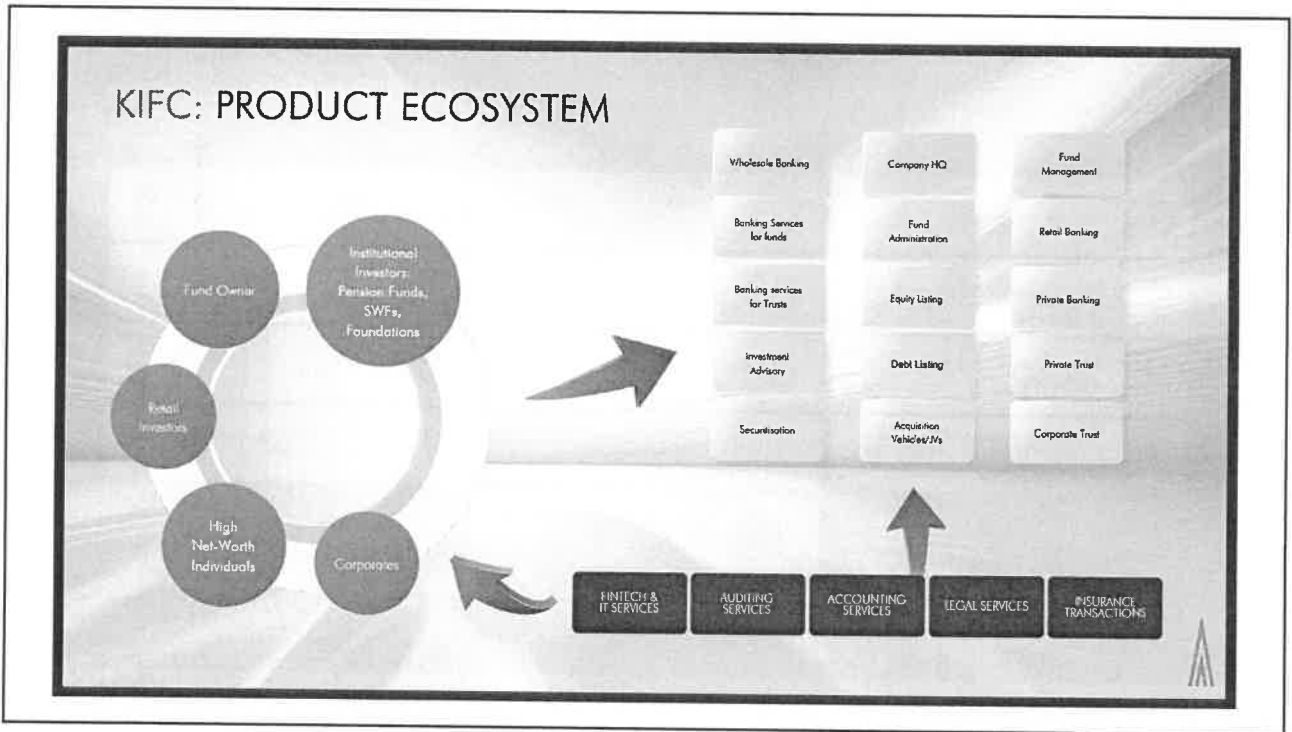 KIFC: PRODUCT ECOSYSTEM
Fund Owner
Institutional
Investors:
Pension Funds,
SWFs,
Foundations
Retail
Investors
High
Net-Worth
Individuals
Corporates
Wholesale Banking
Company HQ
Fund
Management
Banking Services
for funds
Fund
Administration
Retail Banking
Banking services
for Trusts
Equity Listing
Private Banking
Investment
Advisory
Debt Listing
Private Trust
Securitisation
Acquisition
Vehicles/JVs
Corporate Trust
FINTECH &
IT SERVICES
AUDITING
SERVICES
ACCOUNTING
SERVICES
LEGAL SERVICES
INSURANCE
TRANSACTIONS